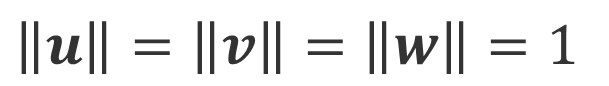 ‖𝒖‖ = ‖𝒗‖ = ‖𝒘‖ = 1